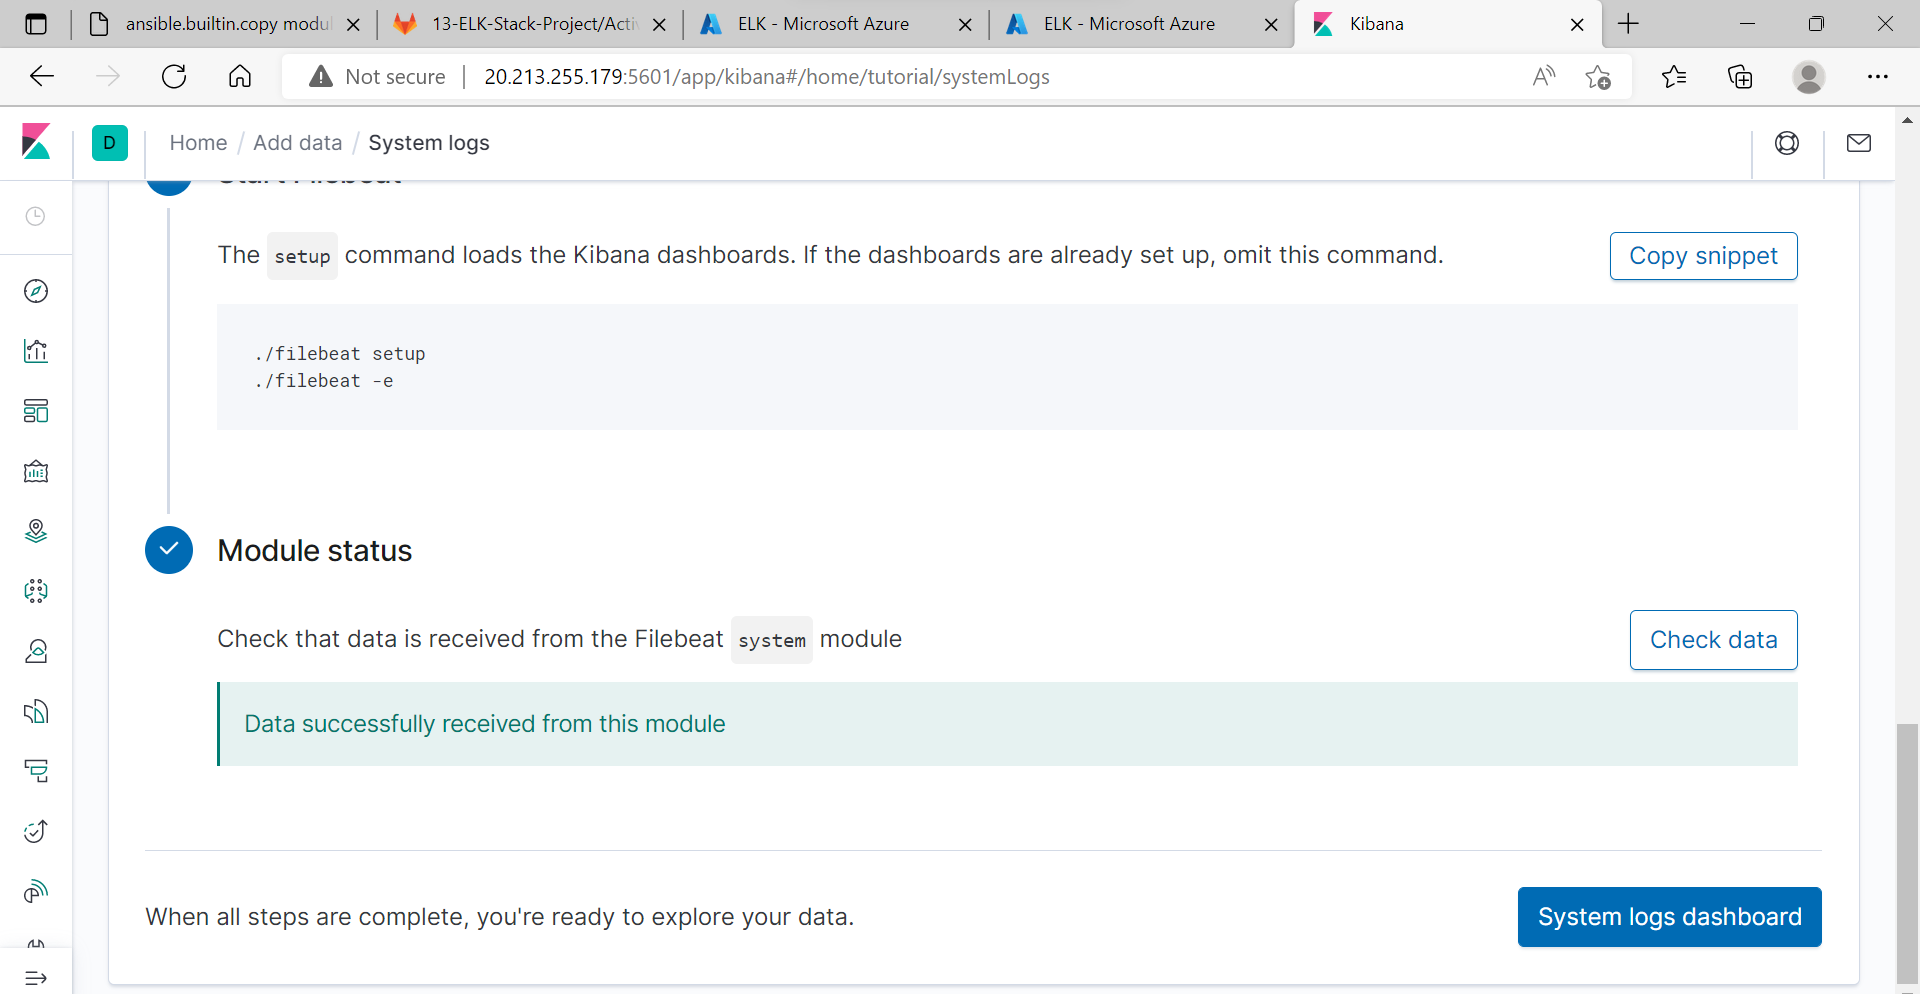 ansible.builtin.copy modul
13-ELK-Stack-Project/Activ
ELK - Microsoft Azure
ELK - Microsoft Azure
Kibana
Not secure
20.213.255.179:5601/app/kibana#/home/tutorial/systemLogs
D
Home / Add data / System logs
Start Filebeat
The setup command loads the Kibana dashboards. If the dashboards are already set up, omit this command.
Copy snippet
./filebeat setup
./filebeat -e
Module status
Check that data is received from the Filebeat system module
Check data
Data successfully received from this module
When all steps are complete, you're ready to explore your data.
System logs dashboard